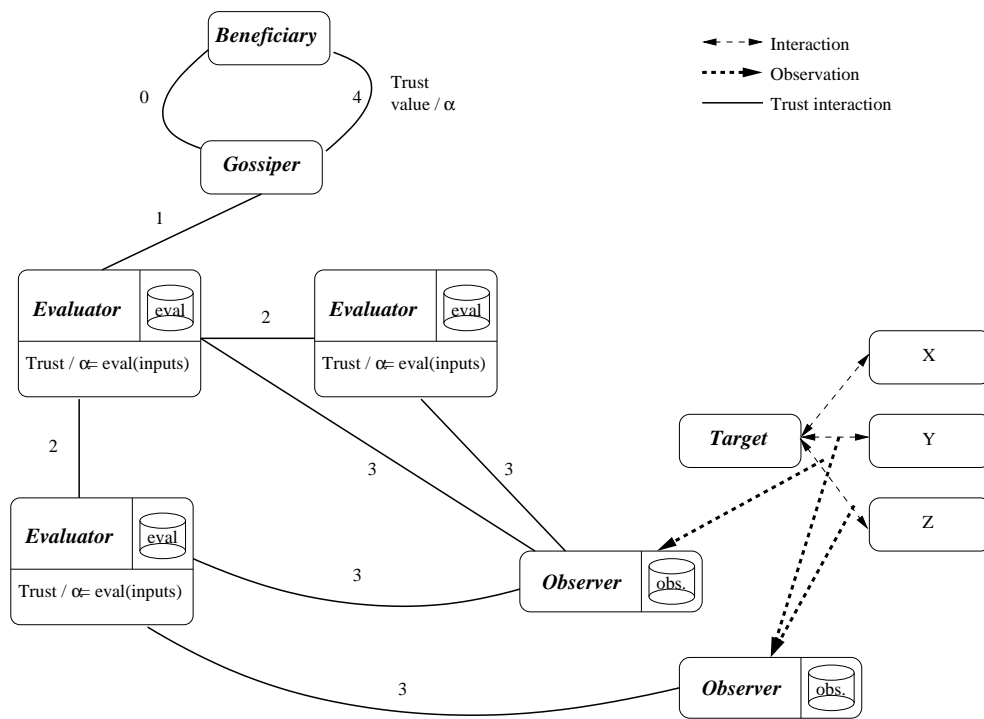 Beneficiary
Interaction
Observation
Trust interaction
0
4
Trust
value / α
Gossiper
1
Evaluator
eval
Trust / α= eval(inputs)
2
Evaluator
eval
Trust / α= eval(inputs)
X
Target
Y
Z
2
3
3
Evaluator
eval
Trust / α= eval(inputs)
3
Observer
obs.
3
Observer
obs.